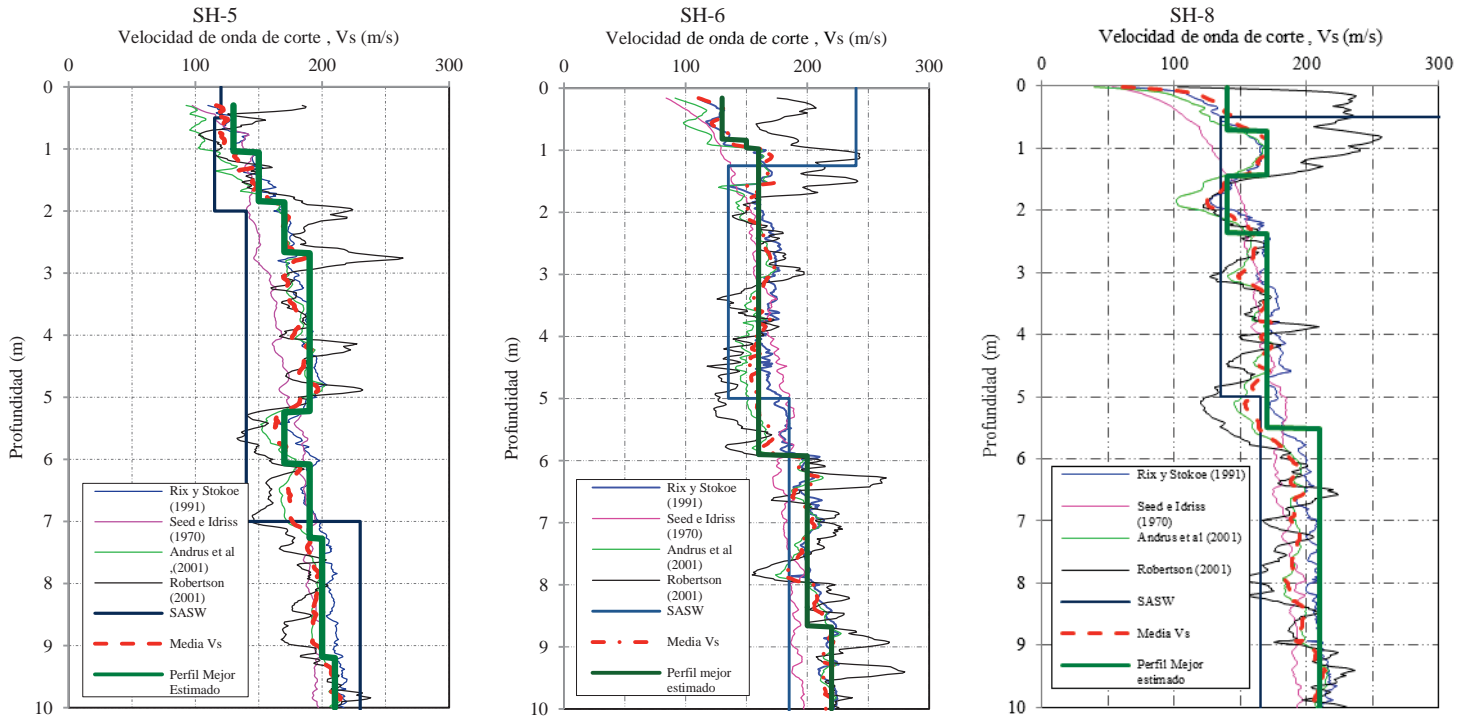 SH-5
Velocidad de onda de corte , Vs (m/s)
0 100 200 300
Profundidad (m)
0
1
2
3
4
5
6
7
8
9
10
Rix y Stokoe
(1991)
Seed e Idriss
(1970)
Andrus et al
,(2001)
Robertson
(2001)
SASW
Media Vs
Perfil Mejor
Estimado
SH-6
Velocidad de onda de corte , Vs (m/s)
0 100 200 300
Profundidad (m)
0
1
2
3
4
5
6
7
8
9
10
Rix y Stokoe
(1991)
Seed e Idriss
(1970)
Andrus et al
(2001)
Robertson
(2001)
SASW
Media Vs
Perfil mejor
estimado
SH-8
Velocidad de onda de corte , Vs (m/s)
0 100 200 300
Profundidad (m)
0
1
2
3
4
5
6
7
8
9
10
Rix y Stokoe (1991)
Seed e Idriss
(1970)
Andrus et al (2001)
Robertson (2001)
SASW
Media Vs
Perfil Mejor
Estimado